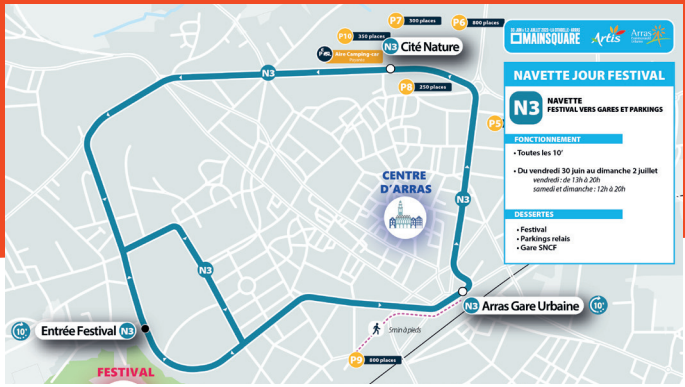 P7 300 places
P6 800 places
P10 350 places
N3 Cité Nature
Aire Camping-car
N3
P8 250 places
P5
CENTRE
D'ARRAS
N3
N3
N3 Arras Gare Urbaine 10'
10' Entrée Festival N3
5min à pieds
P9 800 places
FESTIVAL
MAINSQUARE
Artis
Arras
NAVETTE JOUR FESTIVAL
N3
NAVETTE
FESTIVAL VERS GARES ET PARKINGS
FONCTIONNEMENT
• Toutes les 10'
• Du vendredi 30 juin au dimanche 2 juillet
vendredi : de 13h à 20h
samedi et dimanche : 12h à 20h
DESSERTES
• Festival
• Parkings relais
• Gare SNCF